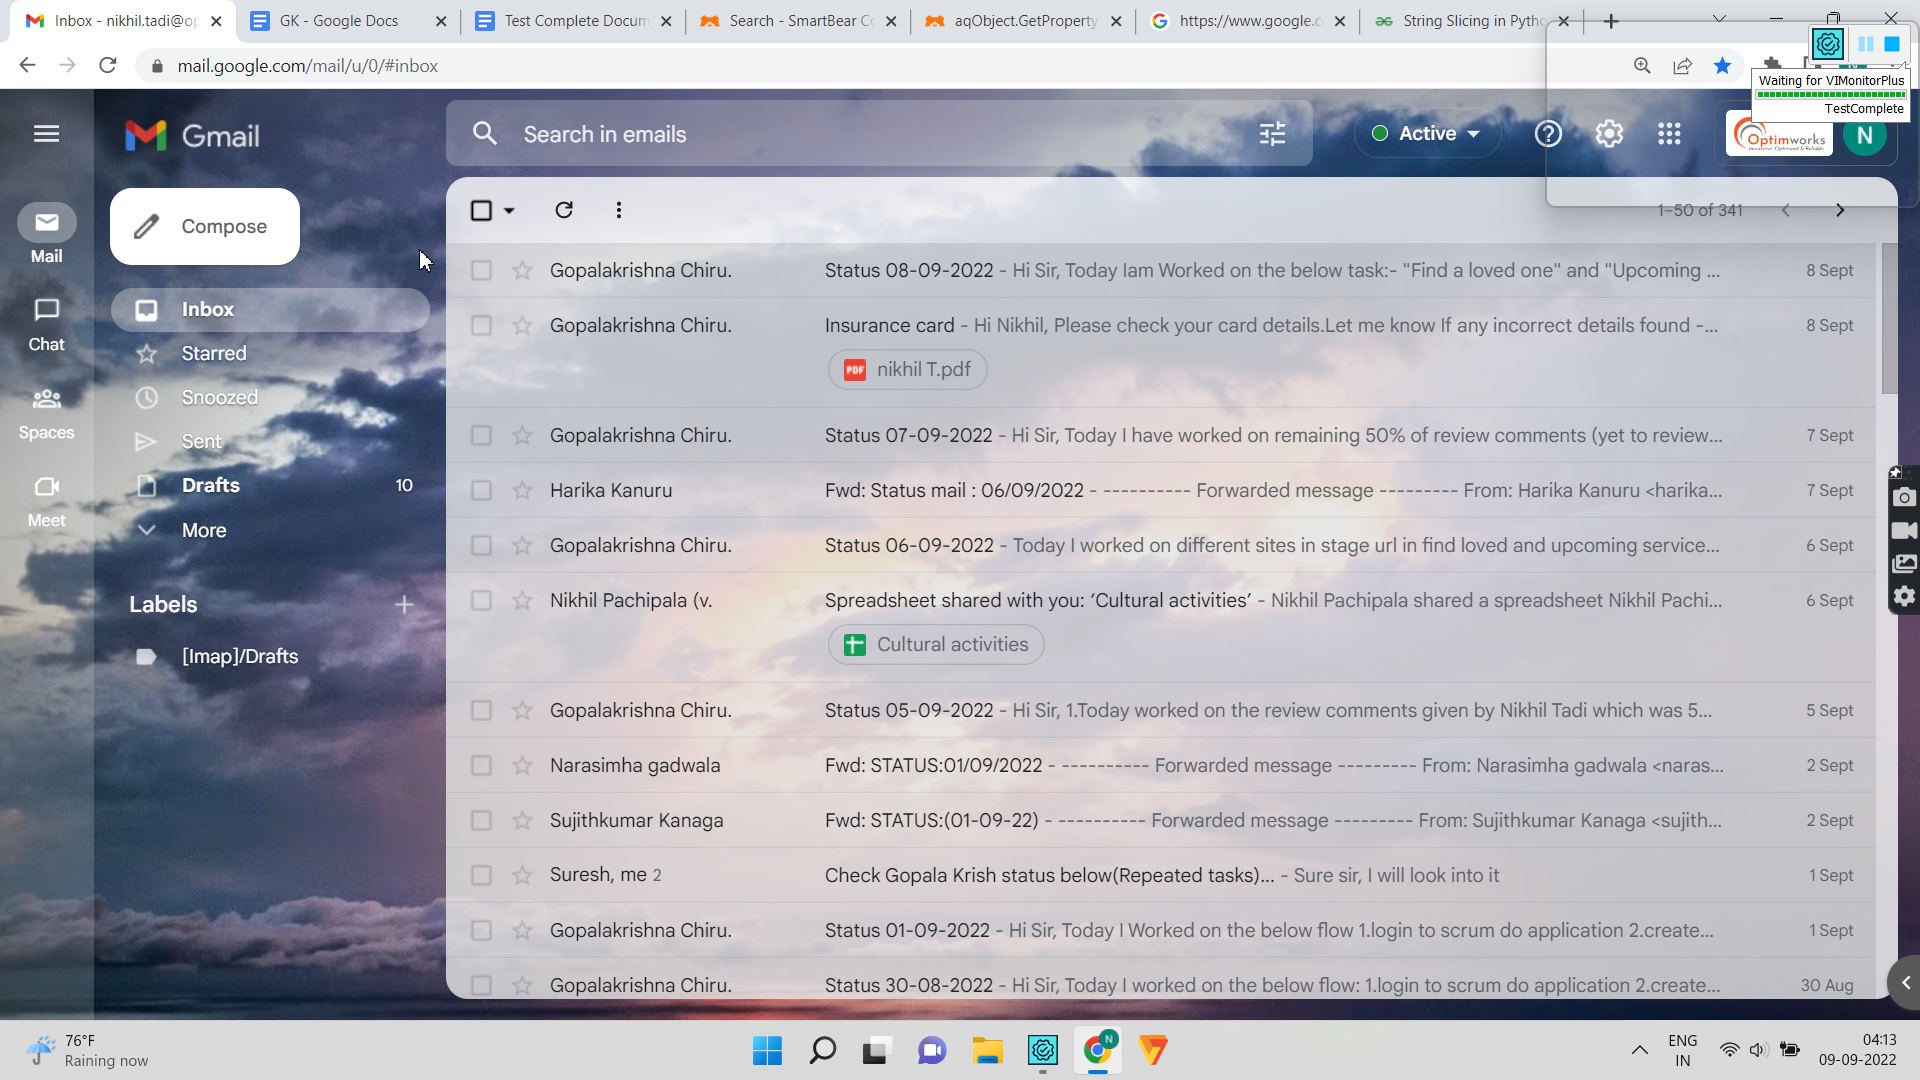 Inbox - nikhil.tadi@op
GK - Google Docs
Test Complete Docum
Search - SmartBear Co
aqObject.GetProperty
https://www.google.c
String Slicing in Pytho
mail.google.com/mail/u/0/#inbox
Waiting for VIMonitorPlus
TestComplete
Gmail
Search in emails
Active
Optimworks
N
Compose
1–50 of 341
Mail
Chat
Spaces
Meet
Inbox
Starred
Snoozed
Sent
Drafts 10
More
Labels
[Imap]/Drafts
Gopalakrishna Chiru. Status 08-09-2022 - Hi Sir, Today Iam Worked on the below task:- "Find a loved one" and "Upcoming ... 8 Sept
Gopalakrishna Chiru. Insurance card - Hi Nikhil, Please check your card details.Let me know If any incorrect details found -... 8 Sept
PDF nikhil T.pdf
Gopalakrishna Chiru. Status 07-09-2022 - Hi Sir, Today I have worked on remaining 50% of review comments (yet to review... 7 Sept
Harika Kanuru Fwd: Status mail : 06/09/2022 - ---------- Forwarded message --------- From: Harika Kanuru <harika... 7 Sept
Gopalakrishna Chiru. Status 06-09-2022 - Today I worked on different sites in stage url in find loved and upcoming service... 6 Sept
Nikhil Pachipala (v. Spreadsheet shared with you: ‘Cultural activities’ - Nikhil Pachipala shared a spreadsheet Nikhil Pachi... 6 Sept
Cultural activities
Gopalakrishna Chiru. Status 05-09-2022 - Hi Sir, 1.Today worked on the review comments given by Nikhil Tadi which was 5... 5 Sept
Narasimha gadwala Fwd: STATUS:01/09/2022 - ---------- Forwarded message --------- From: Narasimha gadwala <naras... 2 Sept
Sujithkumar Kanaga Fwd: STATUS:(01-09-22) - ---------- Forwarded message --------- From: Sujithkumar Kanaga <sujith... 2 Sept
Suresh, me 2 Check Gopala Krish status below(Repeated tasks)... - Sure sir, I will look into it 1 Sept
Gopalakrishna Chiru. Status 01-09-2022 - Hi Sir, Today I Worked on the below flow 1.login to scrum do application 2.create... 1 Sept
Gopalakrishna Chiru. Status 30-08-2022 - Hi Sir, Today I worked on the below flow: 1.login to scrum do application 2.create... 30 Aug
76°F
Raining now
N
ENG
IN
04:13
09-09-2022